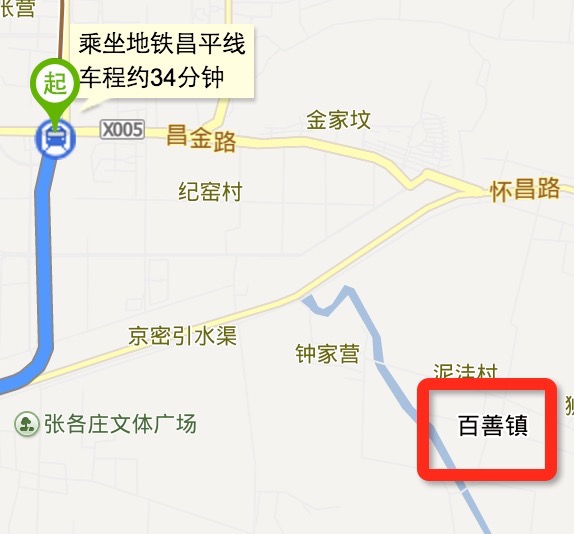 张营
乘坐地铁昌平线
车程约34分钟
起
X005
昌金路
金家坟
怀昌路
纪窑村
京密引水渠
钟家营
泥洼村
张各庄文体广场
百善镇